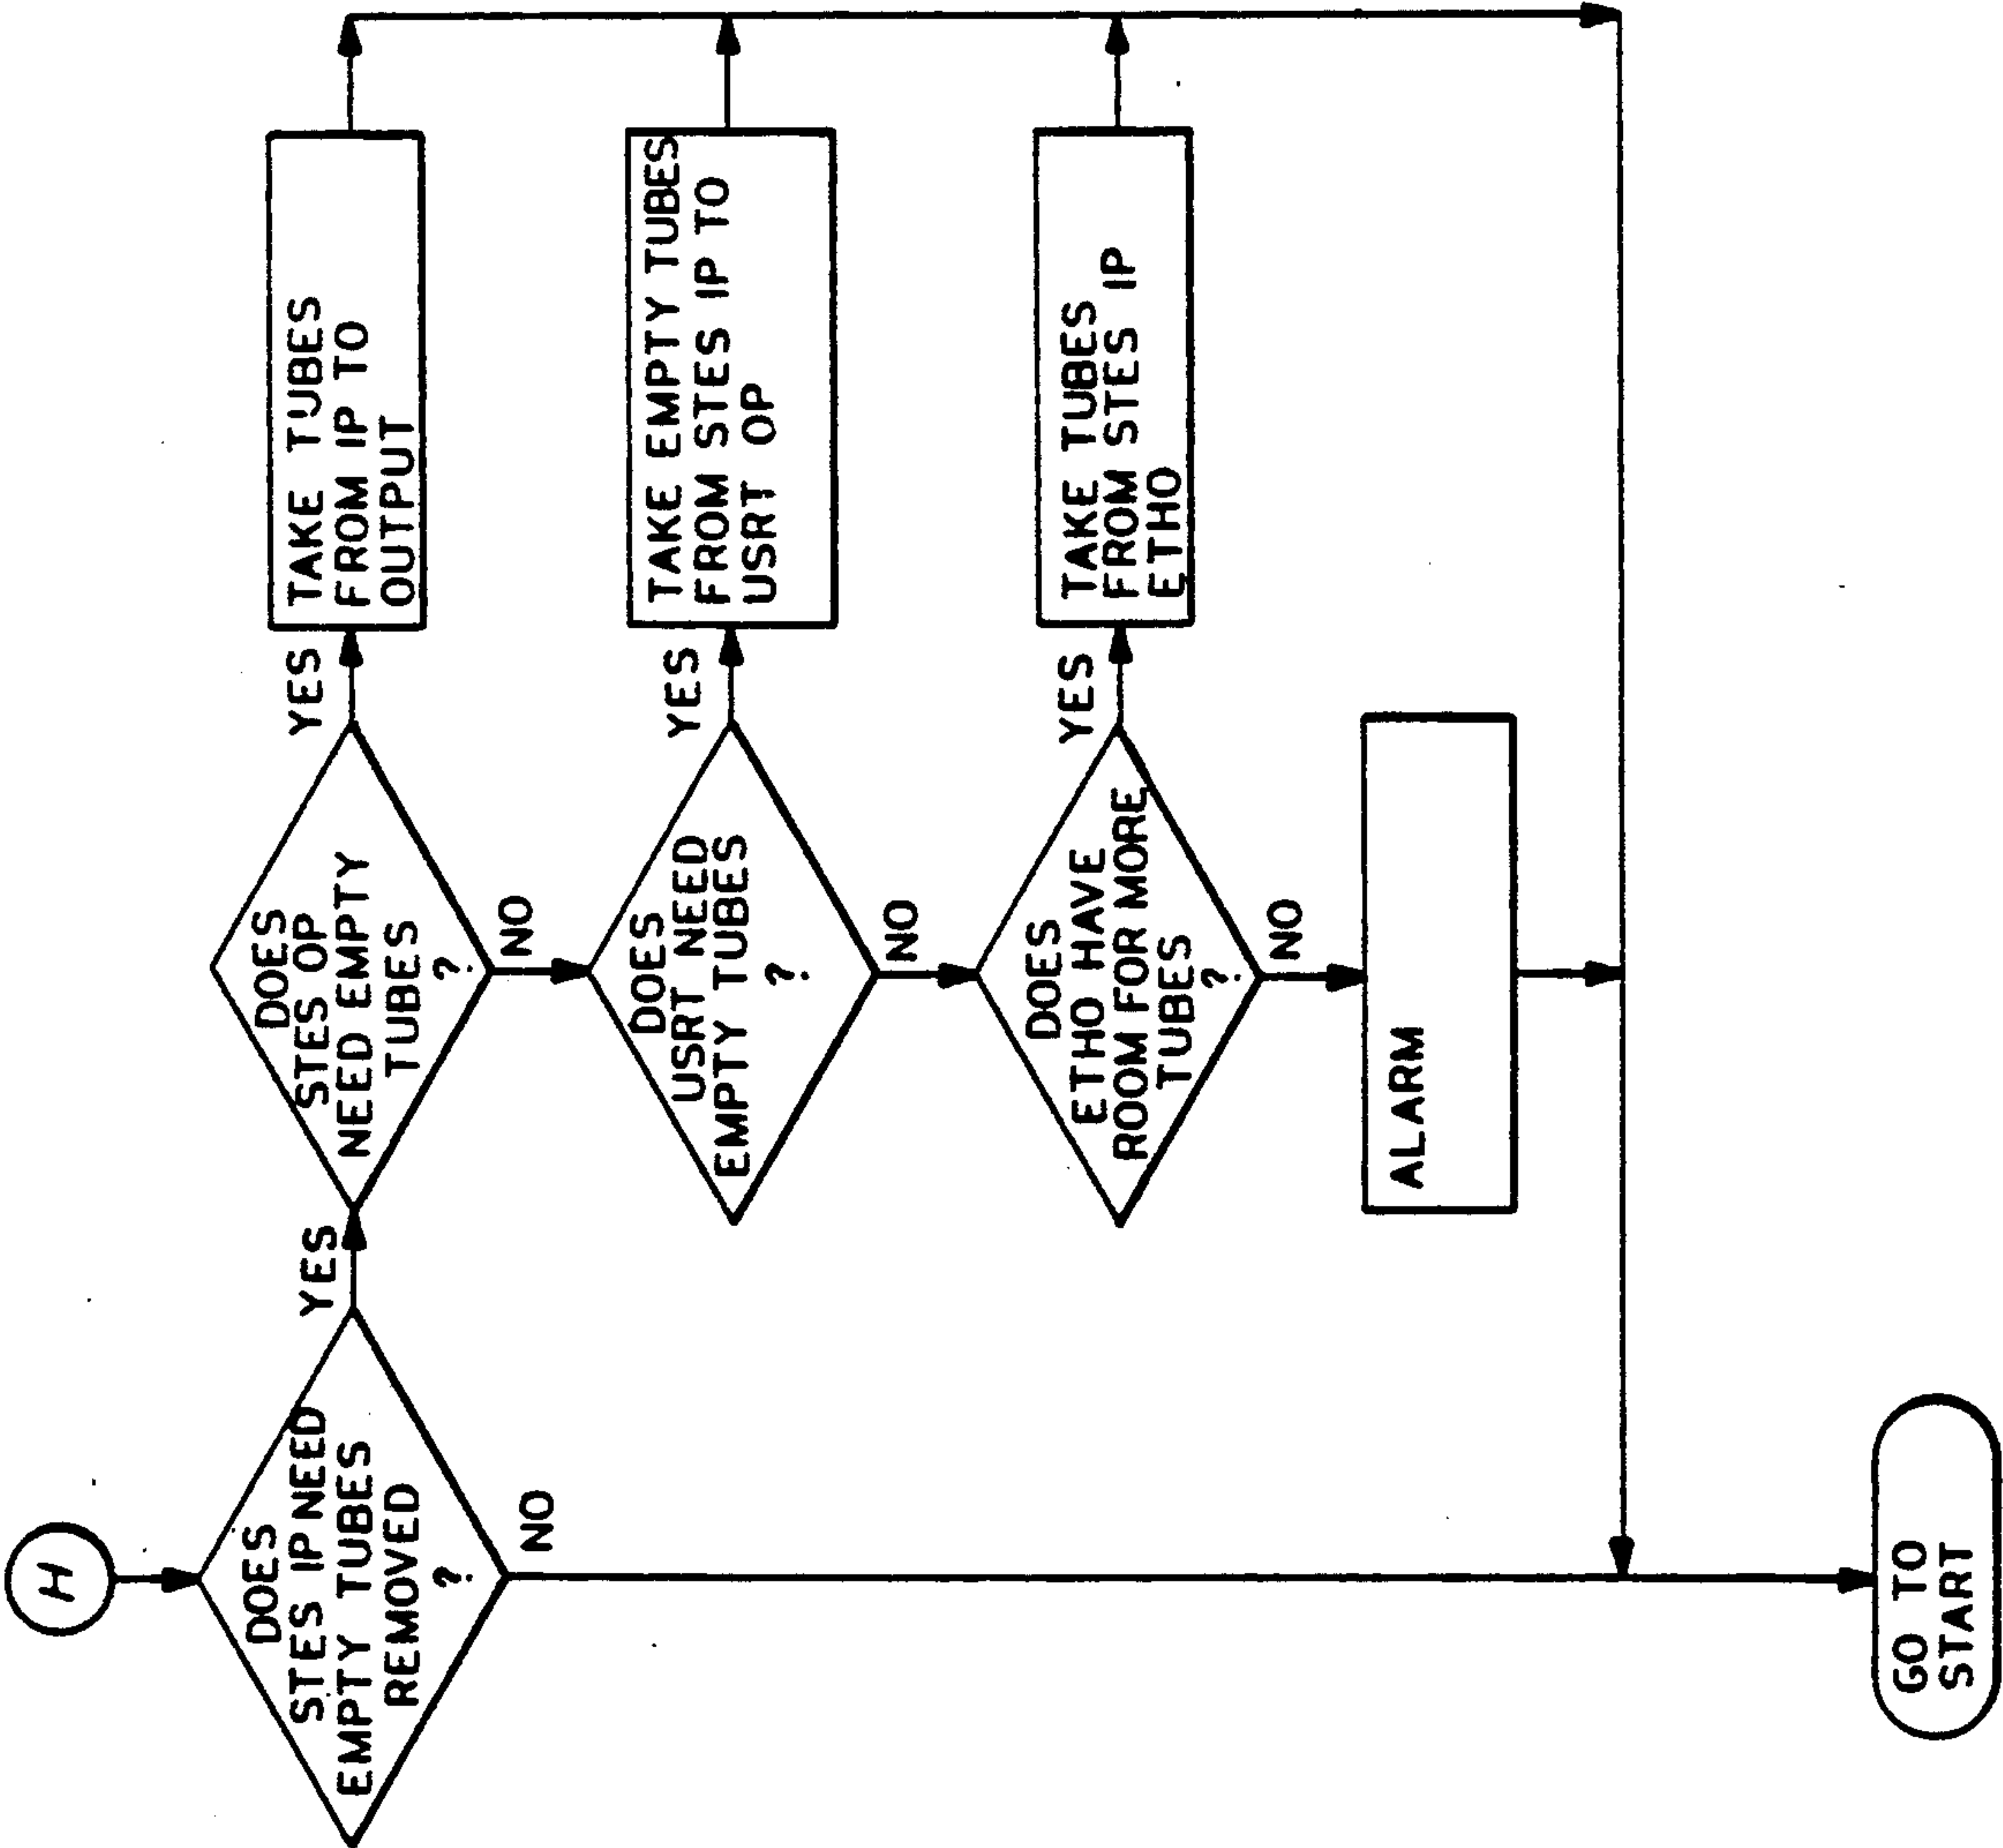 H
DOES
STES IP NEED
EMPTY TUBES
REMOVED
?
YES
NO
DOES
STES OP
NEED EMPTY
TUBES
?
YES
TAKE TUBES
FROM IP TO
OUTPUT
NO
DOES
USRT NEED
EMPTY TUBES
?
YES
TAKE EMPTY TUBES
FROM STES IP TO
USRT OP
NO
DOES
ETHO HAVE
ROOM FOR MORE
TUBES
?
YES
TAKE TUBES
FROM STES IP
ETHO
NO
ALARM
GO TO
START